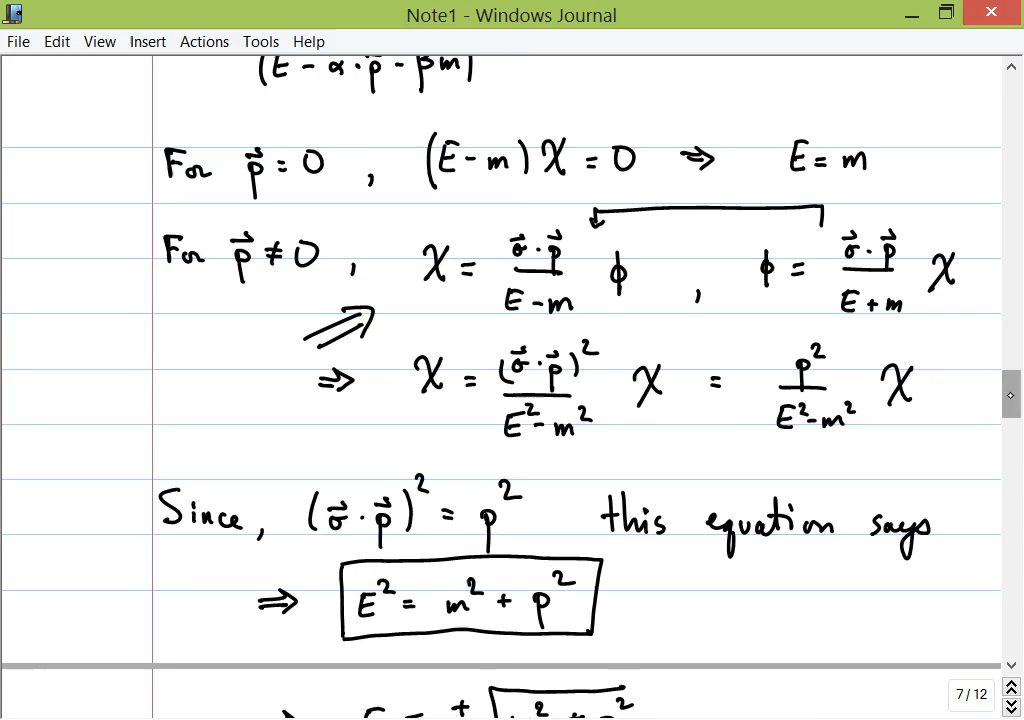 Note1 - Windows Journal
File Edit View Insert Actions Tools Help
(E - α · p⃗ - βm)
For p⃗ = 0 , (E - m) χ = 0 ⇒ E = m
For p⃗ ≠ 0 , χ = (σ⃗ · p⃗)/(E - m) ϕ , ϕ = (σ⃗ · p⃗)/(E + m) χ
⇒ χ = (σ⃗ · p⃗)²/(E² - m²) χ = p²/(E² - m²) χ
Since, (σ⃗ · p⃗)² = p² this equation says
⇒ E² = m² + p²
7 / 12